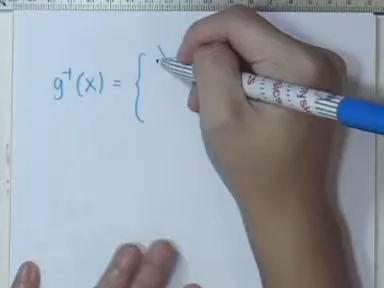 g⁻¹(x) = {